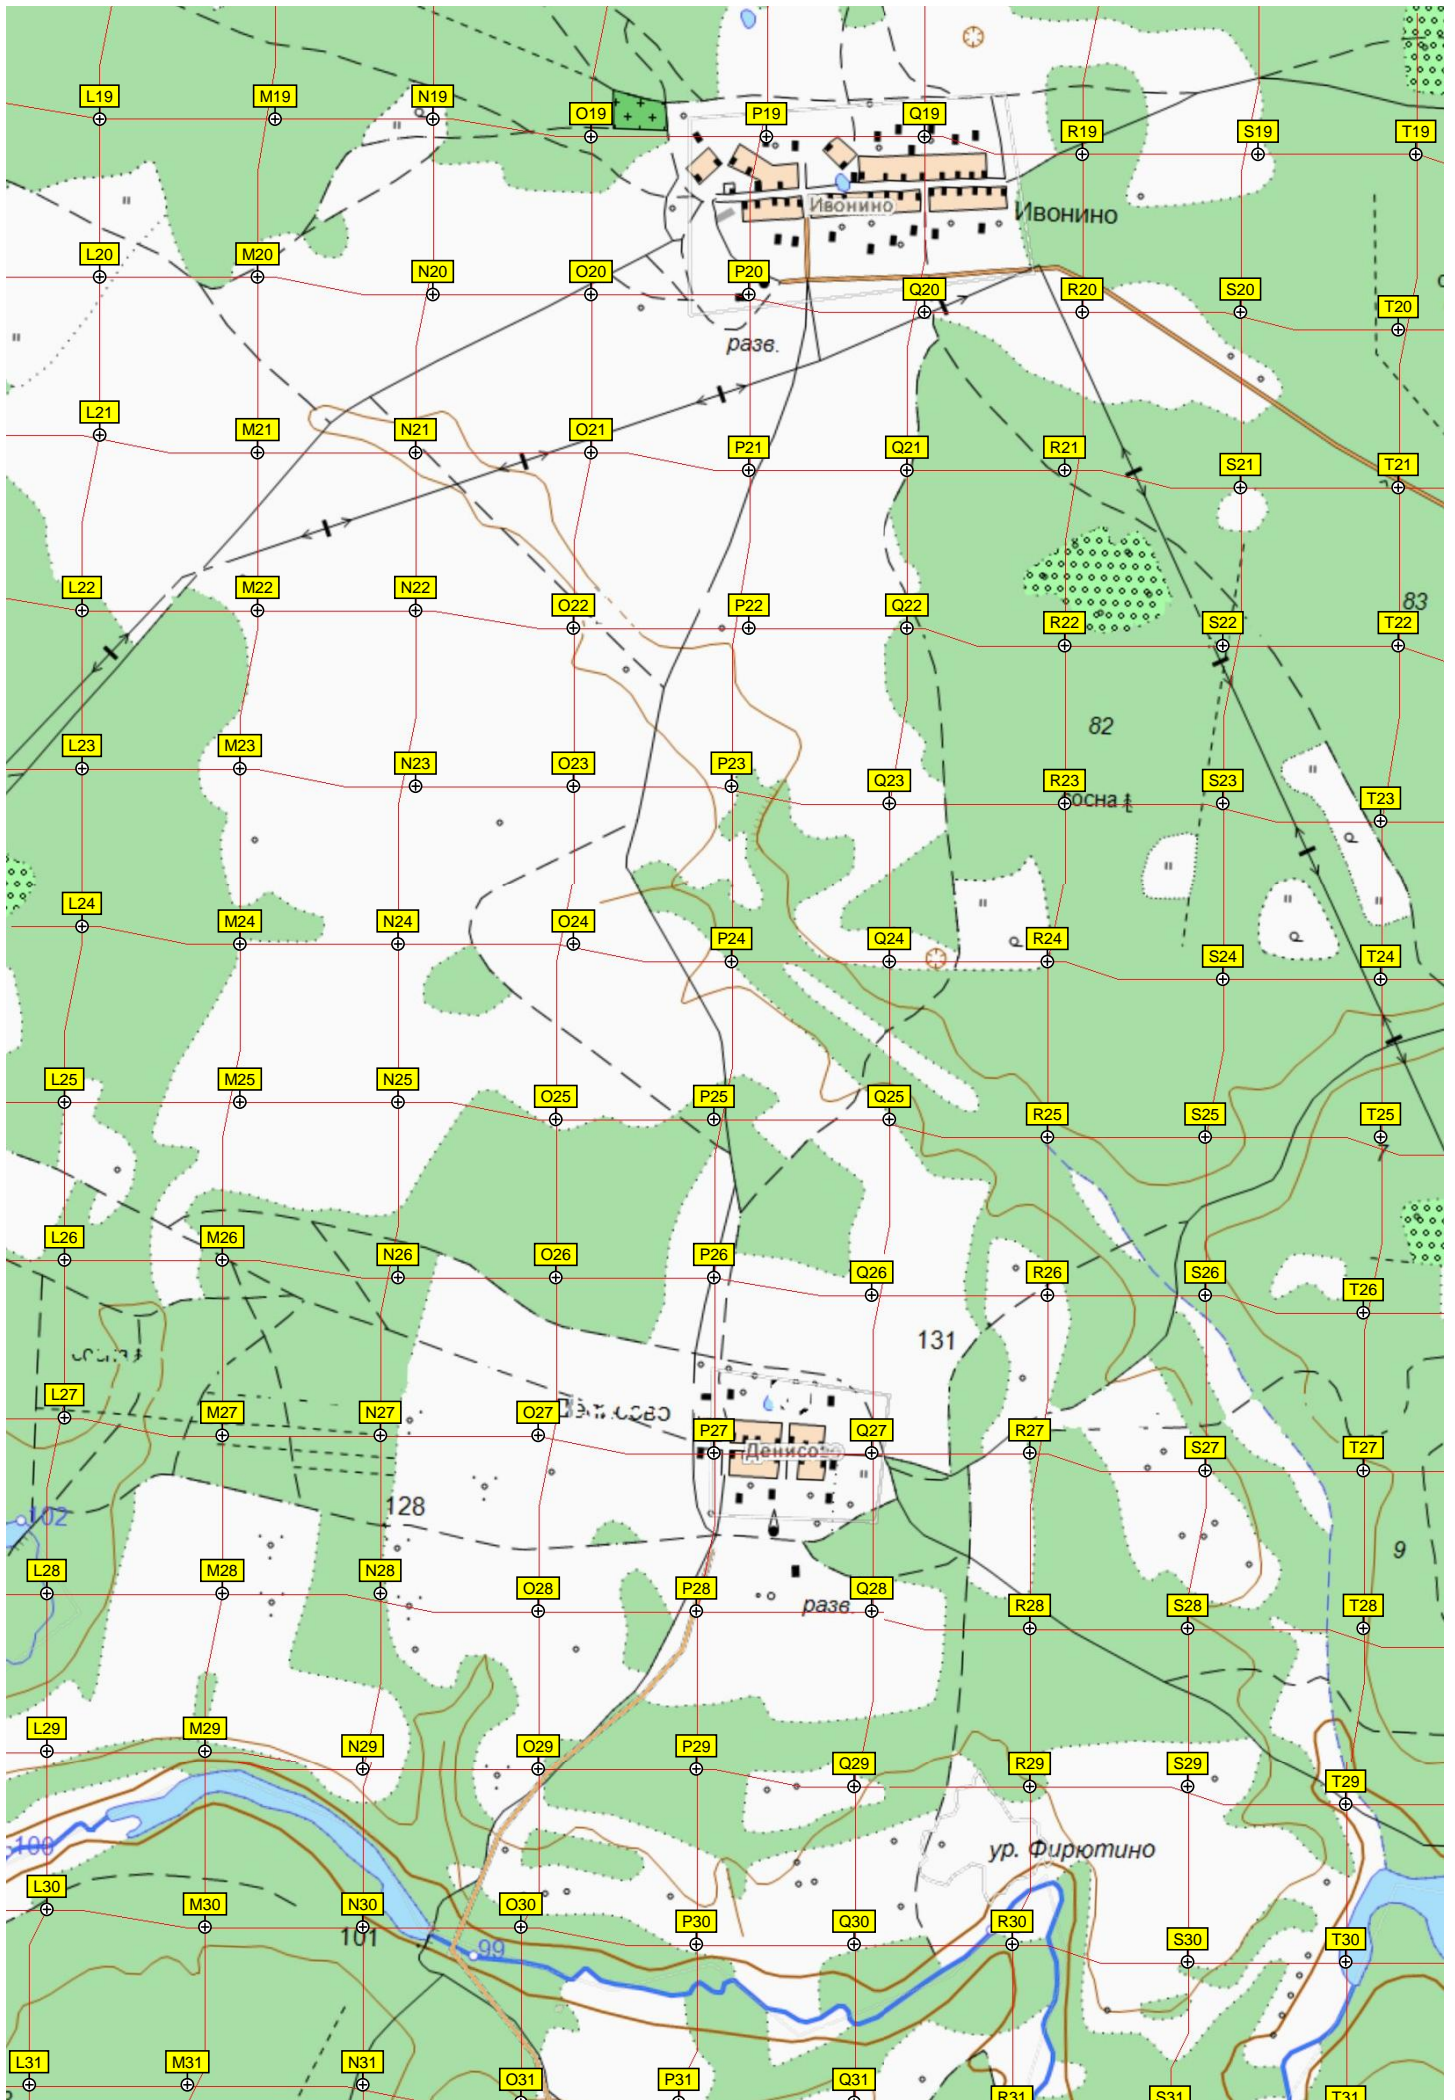 L19 M19 N19 O19 P19 Q19 R19 S19 T19
Ивонино
Ивонино
L20 M20 N20 O20 P20 Q20 R20 S20 T20
разв.
L21 M21 N21 O21 P21 Q21 R21 S21 T21
L22 M22 N22 O22 P22 Q22 R22 S22 T22
83
82
L23 M23 N23 O23 P23 Q23 R23 S23 T23
сосна
L24 M24 N24 O24 P24 Q24 R24 S24 T24
L25 M25 N25 O25 P25 Q25 R25 S25 T25
7
L26 M26 N26 O26 P26 Q26 R26 S26 T26
131
L27 M27 N27 O27 P27 Q27 R27 S27 T27
128
102
9
L28 M28 N28 O28 P28 Q28 R28 S28 T28
разв.
L29 M29 N29 O29 P29 Q29 R29 S29 T29
100
ур. Фирютино
L30 M30 N30 O30 P30 Q30 R30 S30 T30
101
99
L31 M31 N31 O31 P31 Q31 R31 S31 T31